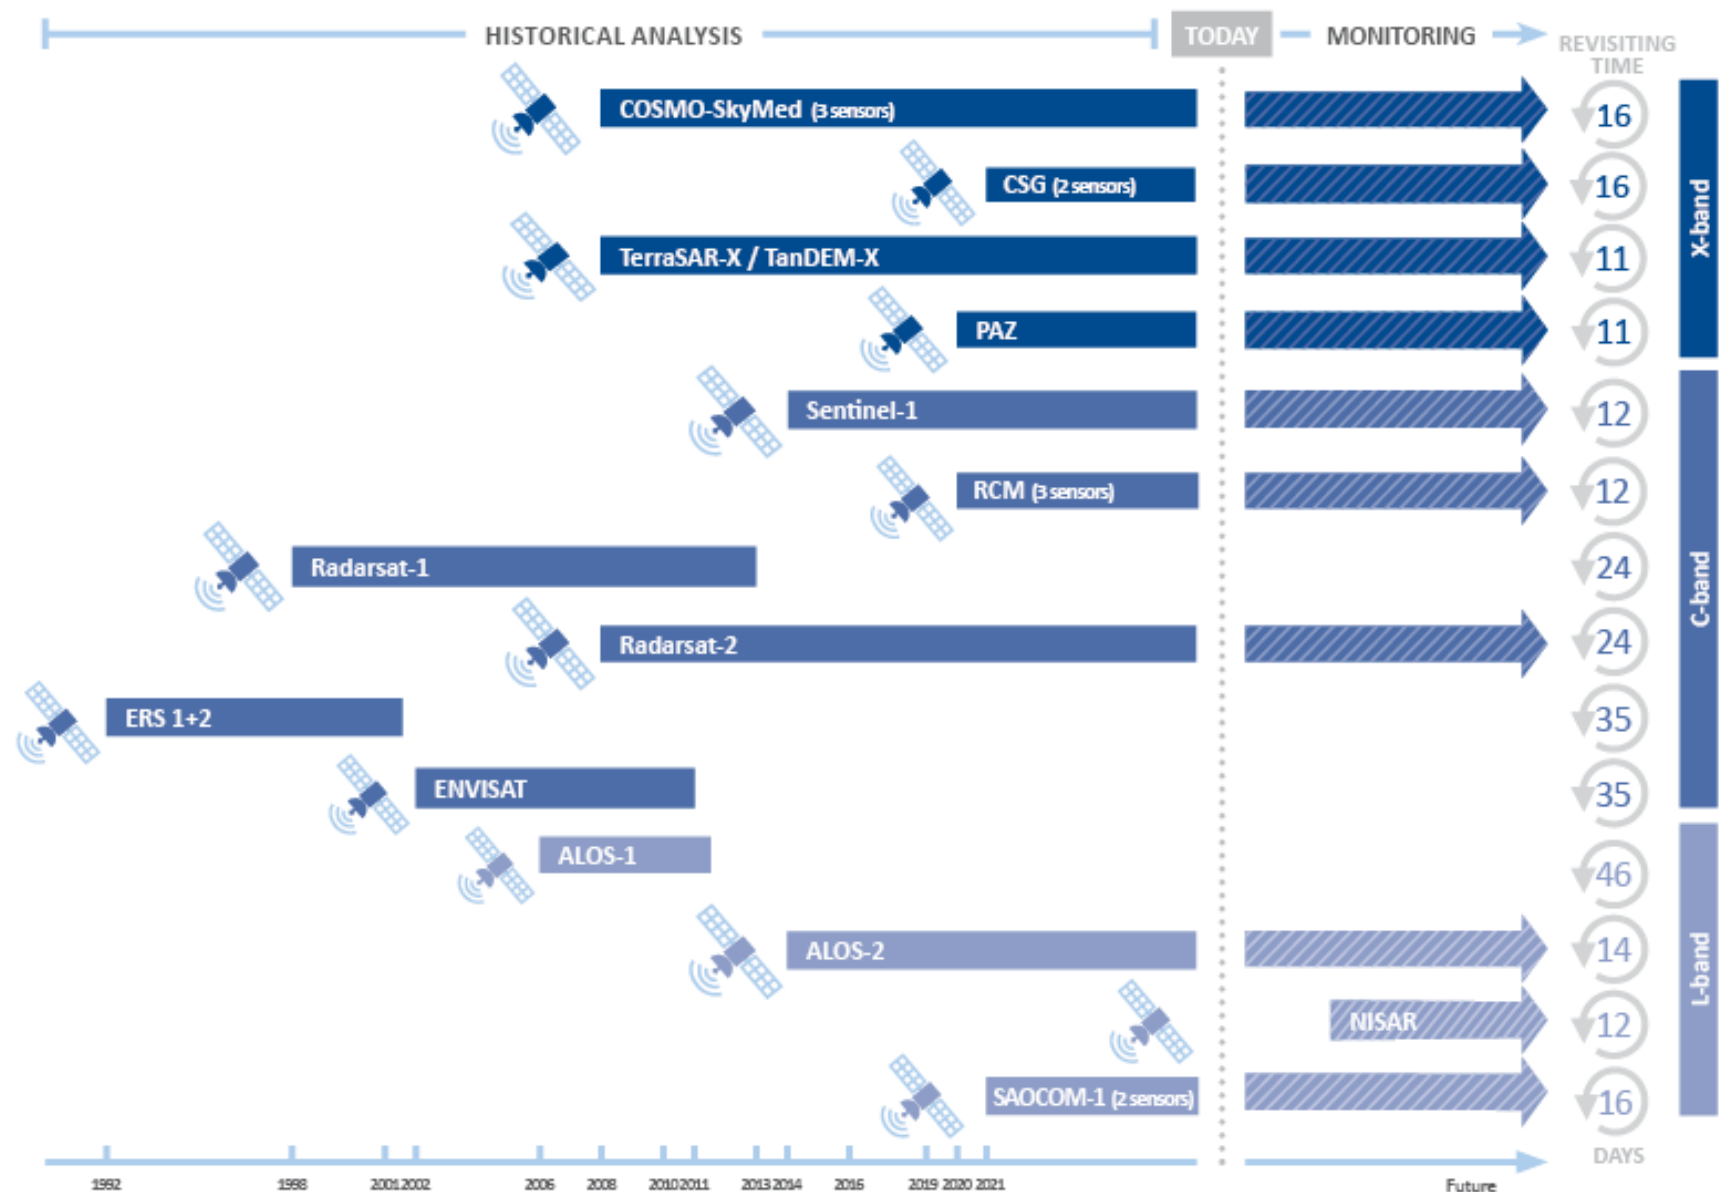 HISTORICAL ANALYSIS
TODAY
MONITORING
REVISITING
TIME
COSMO-SkyMed (3 sensors)
16
CSG (2 sensors)
16
TerraSAR-X / TanDEM-X
11
PAZ
11
X-band
Sentinel-1
12
RCM (3 sensors)
12
Radarsat-1
24
Radarsat-2
24
ERS 1+2
35
ENVISAT
35
C-band
ALOS-1
46
ALOS-2
14
NISAR
12
SAOCOM-1 (2 sensors)
16
L-band
DAYS
1992 1998 2001 2002 2006 2008 2010 2011 2013 2014 2016 2019 2020 2021 Future